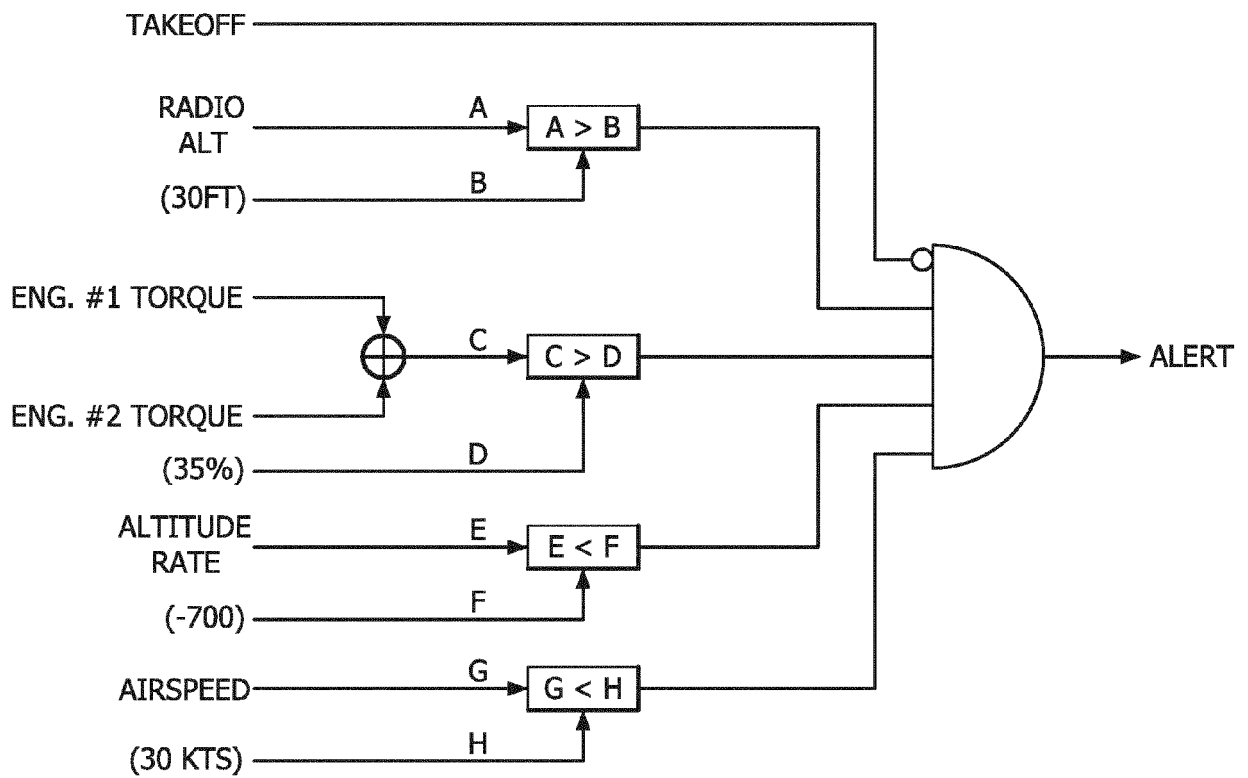 TAKEOFF
RADIO
ALT
A
A > B
(30FT)
B
ENG. #1 TORQUE
C
C > D
ALERT
ENG. #2 TORQUE
(35%)
D
ALTITUDE
RATE
E
E < F
(-700)
F
AIRSPEED
G
G < H
(30 KTS)
H